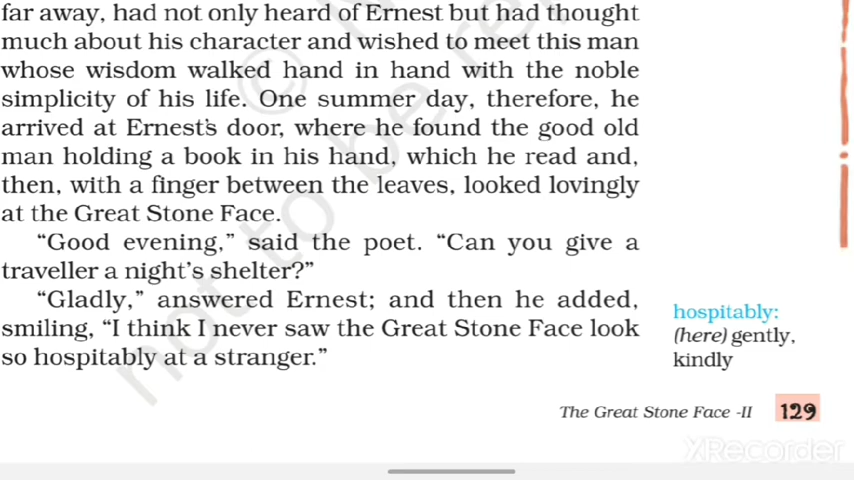 far away, had not only heard of Ernest but had thought
much about his character and wished to meet this man
whose wisdom walked hand in hand with the noble
simplicity of his life. One summer day, therefore, he
arrived at Ernest's door, where he found the good old
man holding a book in his hand, which he read and,
then, with a finger between the leaves, looked lovingly
at the Great Stone Face.
“Good evening,” said the poet. “Can you give a
traveller a night's shelter?”
“Gladly,” answered Ernest; and then he added,
smiling, “I think I never saw the Great Stone Face look
so hospitably at a stranger.”
hospitably:
(here) gently,
kindly
The Great Stone Face -II 129
XRecorder
not to be re
©